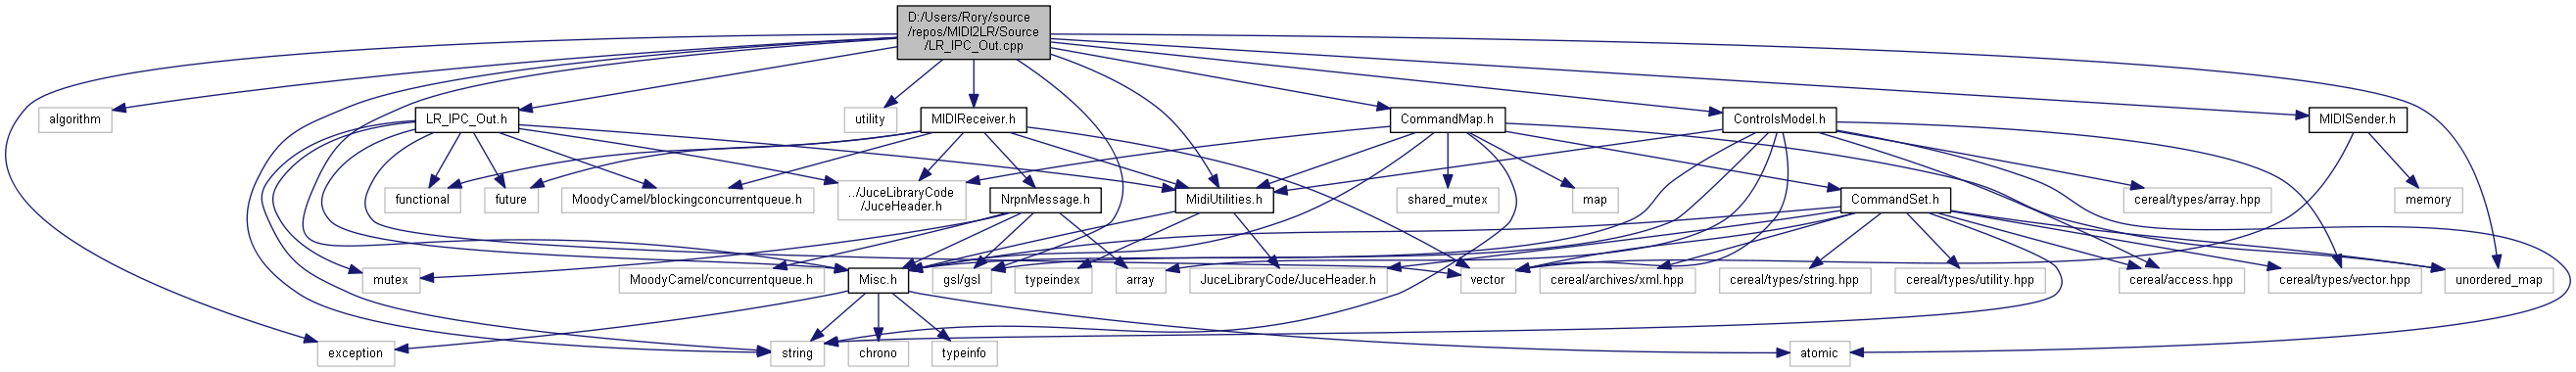 D:/Users/Rory/source
/repos/MIDI2LR/Source
/LR_IPC_Out.cpp
algorithm
LR_IPC_Out.h
utility
MIDIReceiver.h
CommandMap.h
ControlsModel.h
MIDISender.h
functional
future
MoodyCamel/blockingconcurrentqueue.h
../JuceLibraryCode
/JuceHeader.h
NrpnMessage.h
MidiUtilities.h
shared_mutex
map
CommandSet.h
cereal/types/array.hpp
memory
mutex
MoodyCamel/concurrentqueue.h
Misc.h
gsl/gsl
typeindex
array
JuceLibraryCode/JuceHeader.h
vector
cereal/archives/xml.hpp
cereal/types/string.hpp
cereal/types/utility.hpp
cereal/access.hpp
cereal/types/vector.hpp
unordered_map
exception
string
chrono
typeinfo
atomic